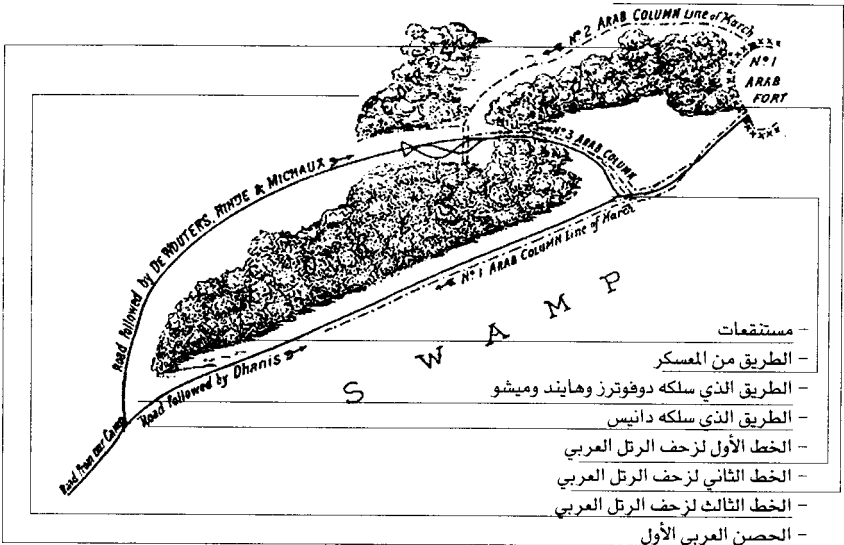 No 2 ARAB COLUMN Line of March
No 1
ARAB
FORT
No 3 ARAB COLUMN
Road followed by DE WOUTERS, HINDE & MICHAUX
No 1 ARAB COLUMN Line of March
SWAMP
Road followed by Dhanis
Road from our Camp
– مستنقعات
– الطريق من المعسكر
– الطريق الذي سلكه دوفوترز وهايند وميشو
– الطريق الذي سلكه دانيس
– الخط الأول لزحف الرتل العربي
– الخط الثاني لزحف الرتل العربي
– الخط الثالث لزحف الرتل العربي
– الحصن العربي الأول